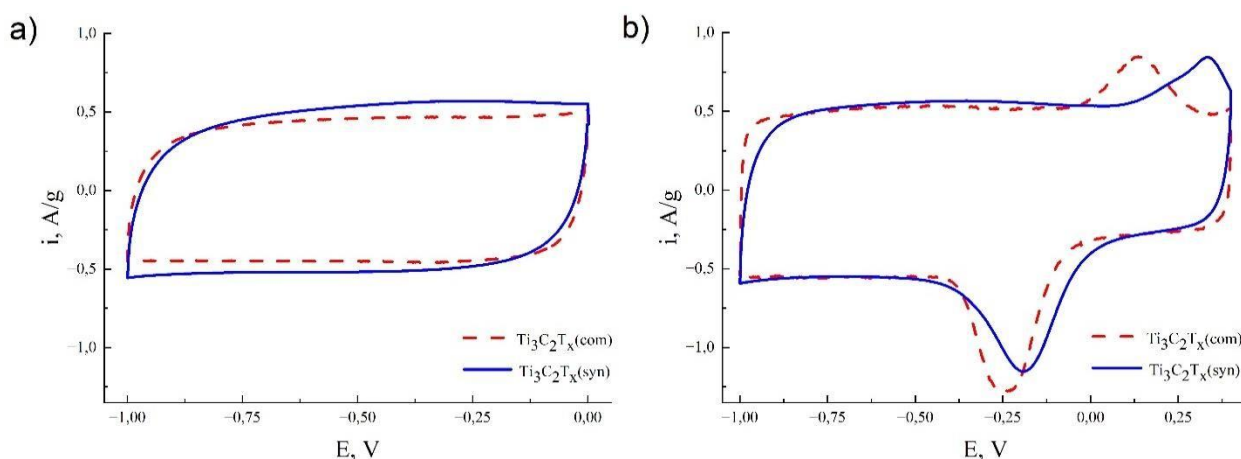 a)
1,0
0,5
0,0
−0,5
−1,0
i, A/g
−1,00
−0,75
−0,50
−0,25
0,00
E, V
Ti3C2Tx(com)
Ti3C2Tx(syn)
b)
1,0
0,5
0,0
−0,5
−1,0
i, A/g
−1,00
−0,75
−0,50
−0,25
0,00
0,25
E, V
Ti3C2Tx(com)
Ti3C2Tx(syn)